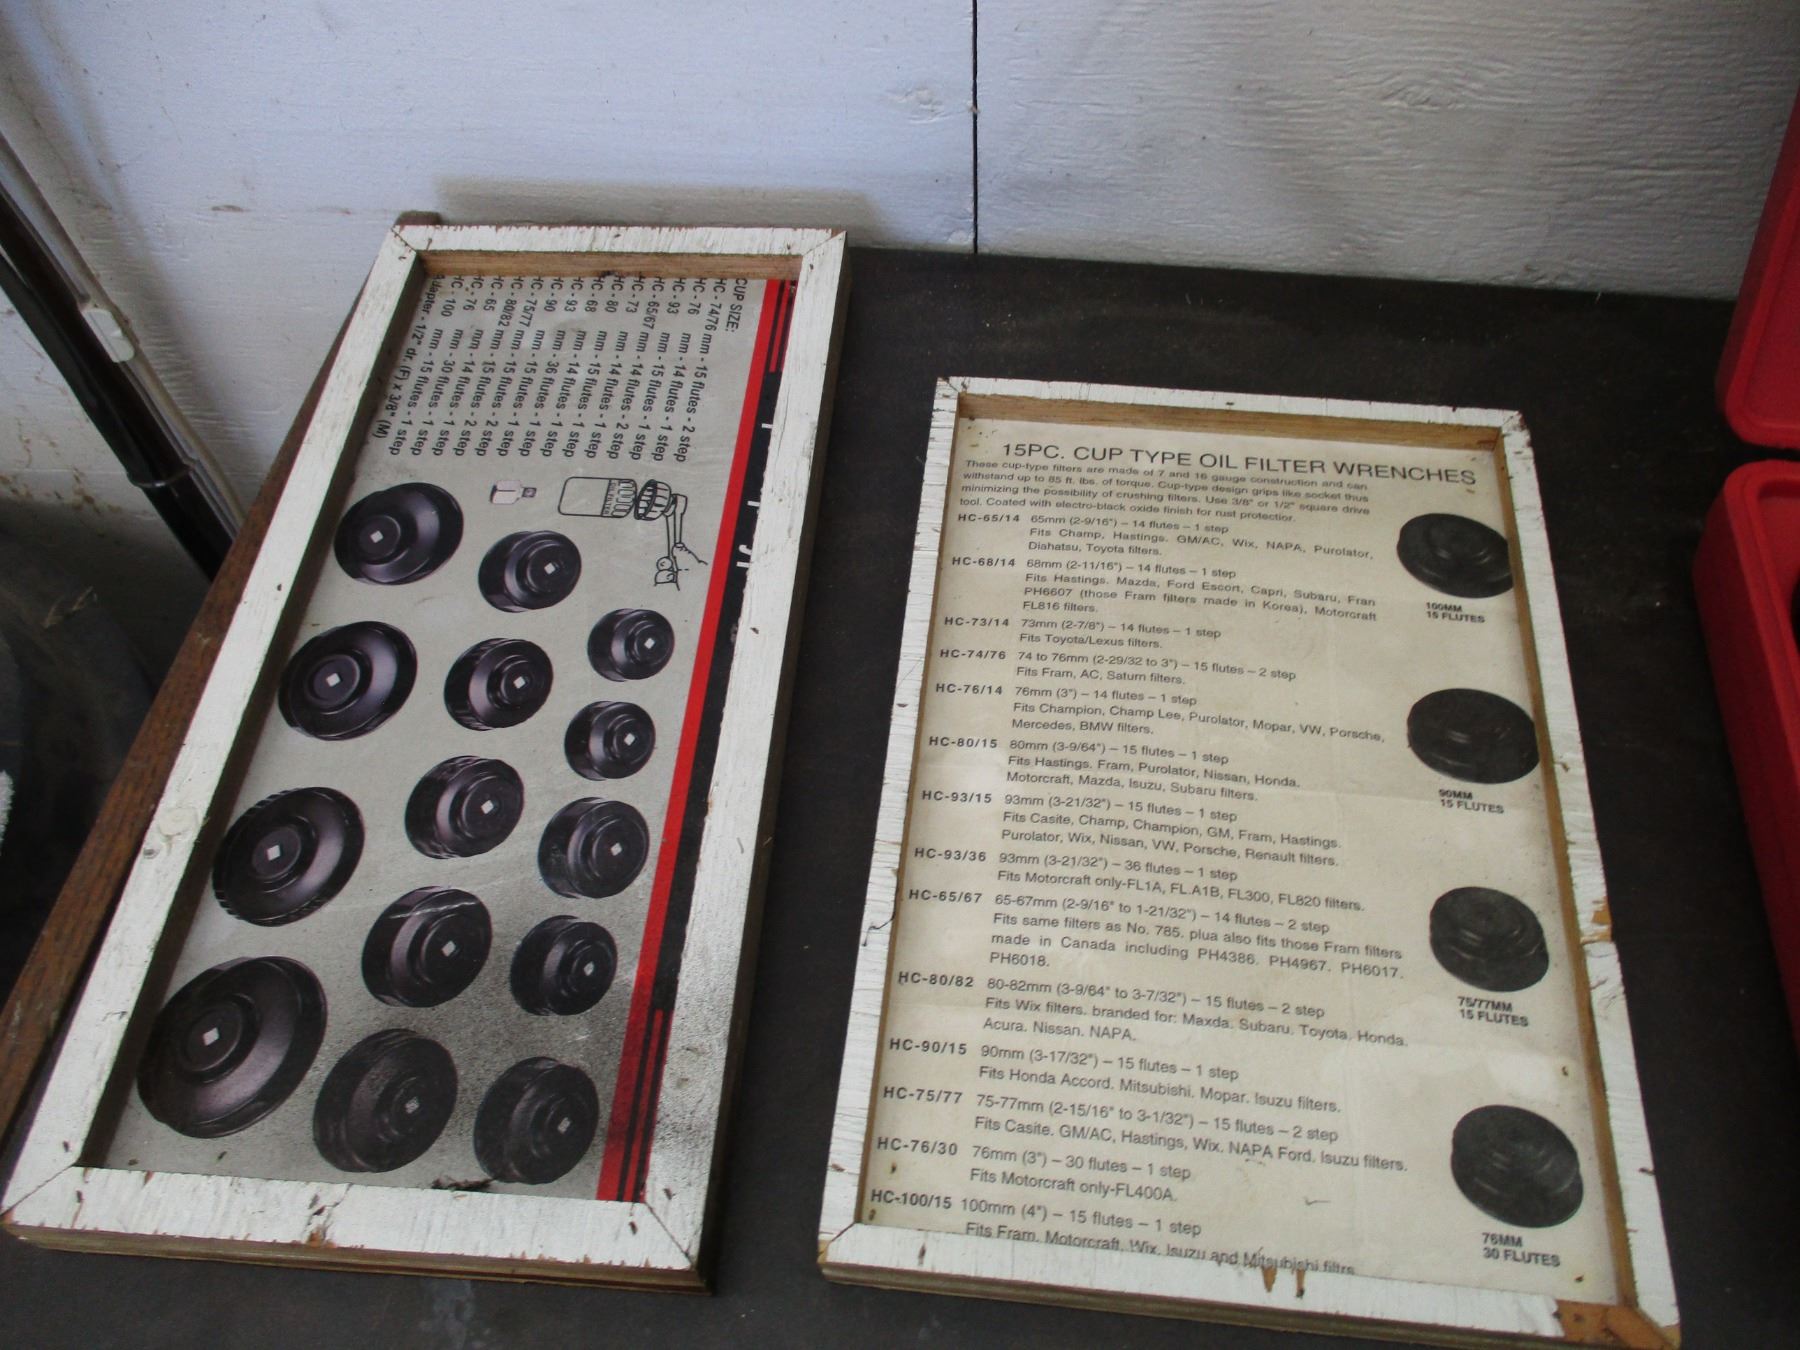 CUP SIZE:
HC - 74/76 mm - 15 flutes - 2 step
HC - 76 mm - 14 flutes - 1 step
HC - 93 mm - 15 flutes - 1 step
HC - 65/67 mm - 14 flutes - 2 step
HC - 73 mm - 14 flutes - 1 step
HC - 80 mm - 15 flutes - 1 step
HC - 68 mm - 14 flutes - 1 step
HC - 93 mm - 36 flutes - 1 step
HC - 90 mm - 15 flutes - 1 step
HC - 75/77 mm - 15 flutes - 2 step
HC - 80/82 mm - 15 flutes - 2 step
HC - 65 mm - 14 flutes - 1 step
HC - 76 mm - 30 flutes - 1 step
HC - 100 mm - 15 flutes - 1 step
adapter - 1/2" dr. (F) x 3/8" (M)
15PC. CUP TYPE OIL FILTER WRENCHES
These cup-type filters are made of 7 and 16 gauge construction and can
withstand up to 85 ft. lbs. of torque. Cup-type design grips like socket thus
minimizing the possibility of crushing filters. Use 3/8" or 1/2" square drive
tool. Coated with electro-black oxide finish for rust protection.
HC-65/14 65mm (2-9/16") – 14 flutes – 1 step
Fits Champ, Hastings. GM/AC, Wix, NAPA, Purolator,
Diahatsu, Toyota filters.
HC-68/14 68mm (2-11/16") – 14 flutes – 1 step
Fits Hastings. Mazda, Ford Escort, Capri, Subaru, Fran
PH6607 (those Fram filters made in Korea), Motorcraft
FL816 filters.
HC-73/14 73mm (2-7/8") – 14 flutes – 1 step
Fits Toyota/Lexus filters.
HC-74/76 74 to 76mm (2-29/32 to 3") – 15 flutes – 2 step
Fits Fram, AC, Saturn filters.
HC-76/14 76mm (3") – 14 flutes – 1 step
Fits Champion, Champ Lee, Purolator, Mopar, VW, Porsche,
Mercedes, BMW filters.
HC-80/15 80mm (3-9/64") – 15 flutes – 1 step
Fits Hastings. Fram, Purolator, Nissan, Honda.
Motorcraft, Mazda, Isuzu, Subaru filters.
HC-93/15 93mm (3-21/32") – 15 flutes – 1 step
Fits Casite, Champ, Champion, GM, Fram, Hastings.
Purolator, Wix, Nissan, VW, Porsche, Renault filters.
HC-93/36 93mm (3-21/32") – 36 flutes – 1 step
Fits Motorcraft only-FL1A, FL.A1B, FL300, FL820 filters.
HC-65/67 65-67mm (2-9/16" to 1-21/32") – 14 flutes – 2 step
Fits same filters as No. 785. plua also fits those Fram filters
made in Canada including PH4386. PH4967. PH6017.
PH6018.
HC-80/82 80-82mm (3-9/64" to 3-7/32") – 15 flutes – 2 step
Fits Wix filters. branded for: Maxda. Subaru. Toyota. Honda.
Acura. Nissan. NAPA.
HC-90/15 90mm (3-17/32") – 15 flutes – 1 step
Fits Honda Accord. Mitsubishi. Mopar. Isuzu filters.
HC-75/77 75-77mm (2-15/16" to 3-1/32") – 15 flutes – 2 step
Fits Casite. GM/AC, Hastings, Wix. NAPA Ford. Isuzu filters.
HC-76/30 76mm (3") – 30 flutes – 1 step
Fits Motorcraft only-FL400A.
HC-100/15 100mm (4") – 15 flutes – 1 step
Fits Fram. Motorcraft. Wix. Isuzu and Mitsubishi filtrs
100MM
15 FLUTES
90MM
15 FLUTES
75/77MM
15 FLUTES
76MM
30 FLUTES